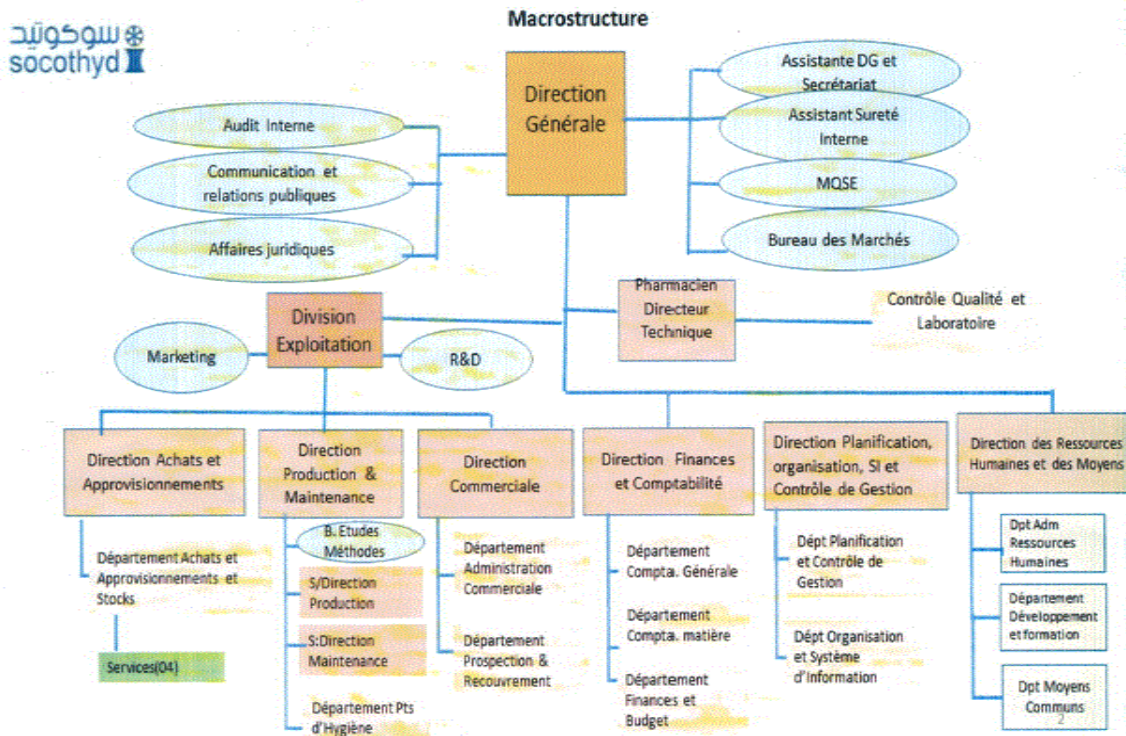 Macrostructure
سوكوتيد
socothyd
Direction
Générale
Assistante DG et
Secrétariat
Assistant Sureté
Interne
MQSE
Bureau des Marchés
Audit Interne
Communication et
relations publiques
Affaires juridiques
Pharmacien
Directeur
Technique
Contrôle Qualité et
Laboratoire
Division
Exploitation
Marketing
R&D
Direction Achats et
Approvisionnements
Direction
Production &
Maintenance
Direction
Commerciale
Direction Finances
et Comptabilité
Direction Planification,
organisation, SI et
Contrôle de Gestion
Direction des Ressources
Humaines et des Moyens
Département Achats et
Approvisionnements et
Stocks
Services(04)
B. Etudes
Méthodes
S/Direction
Production
S:Direction
Maintenance
Département Pts
d'Hygiène
Département
Administration
Commerciale
Département
Prospection &
Recouvrement
Département
Compta. Générale
Département
Compta. matière
Département
Finances et
Budget
Dépt Planification
et Contrôle de
Gestion
Dépt Organisation
et Système
d'Information
Dpt Adm
Ressources
Humaines
Département
Développement
et formation
Dpt Moyens
Communs
2